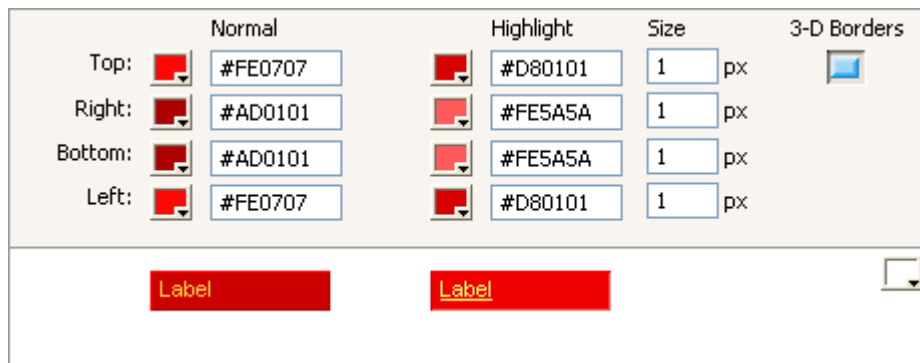 Normal Highlight Size 3-D Borders
Top: #FE0707 #D80101 1 px
Right: #AD0101 #FE5A5A 1 px
Bottom: #AD0101 #FE5A5A 1 px
Left: #FE0707 #D80101 1 px
Label Label